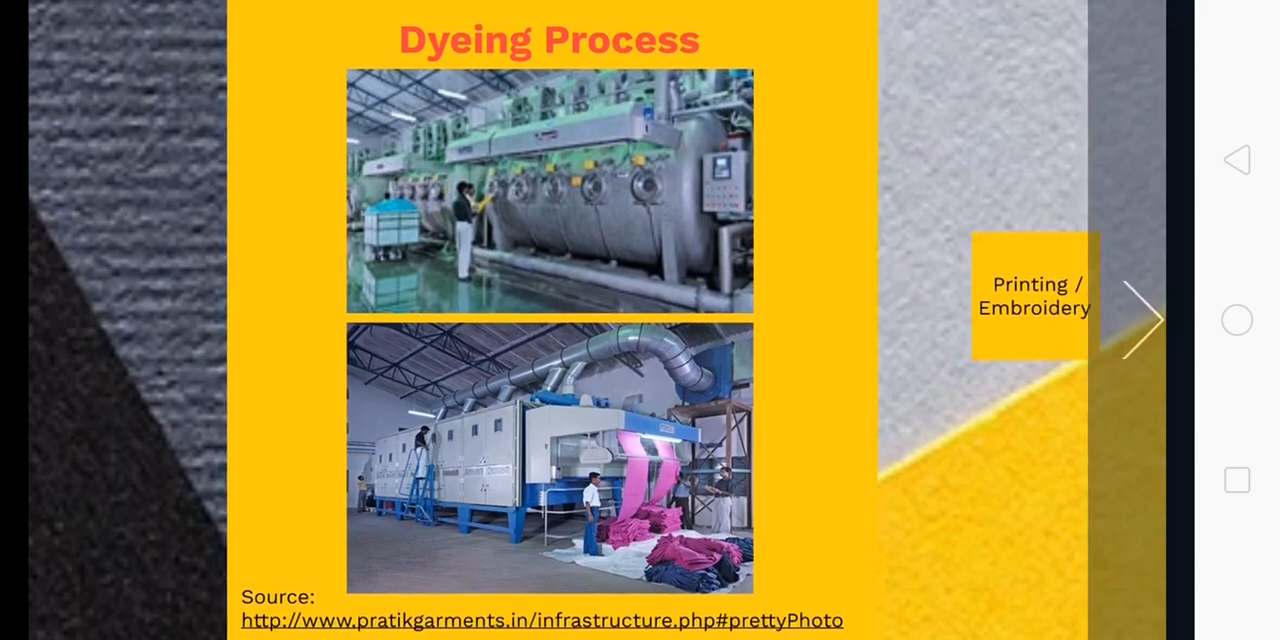 Dyeing Process
Printing /
Embroidery
Source:
http://www.pratikgarments.in/infrastructure.php#prettyPhoto